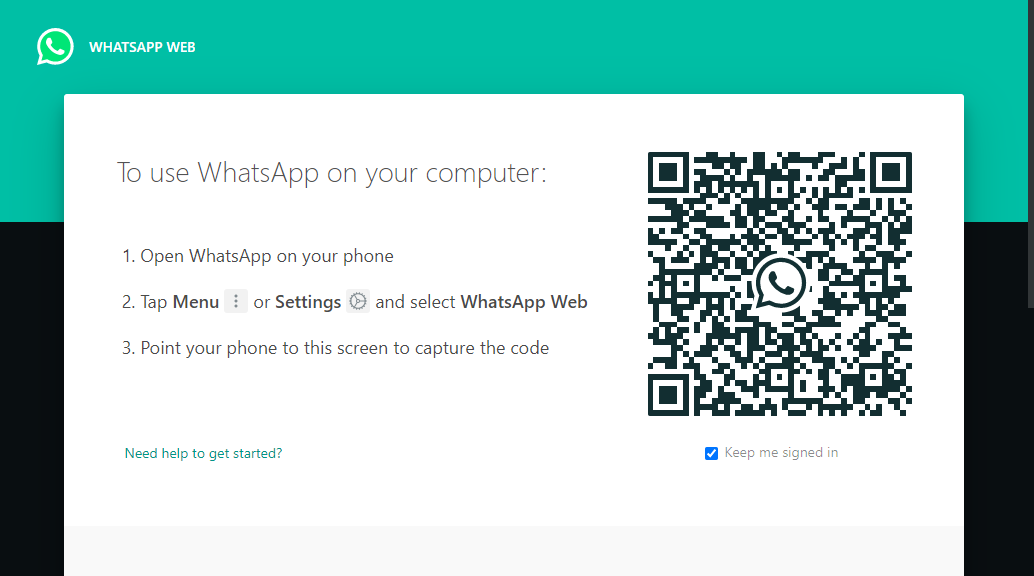 WHATSAPP WEB
To use WhatsApp on your computer:
1. Open WhatsApp on your phone
2. Tap Menu or Settings and select WhatsApp Web
3. Point your phone to this screen to capture the code
Need help to get started?
Keep me signed in